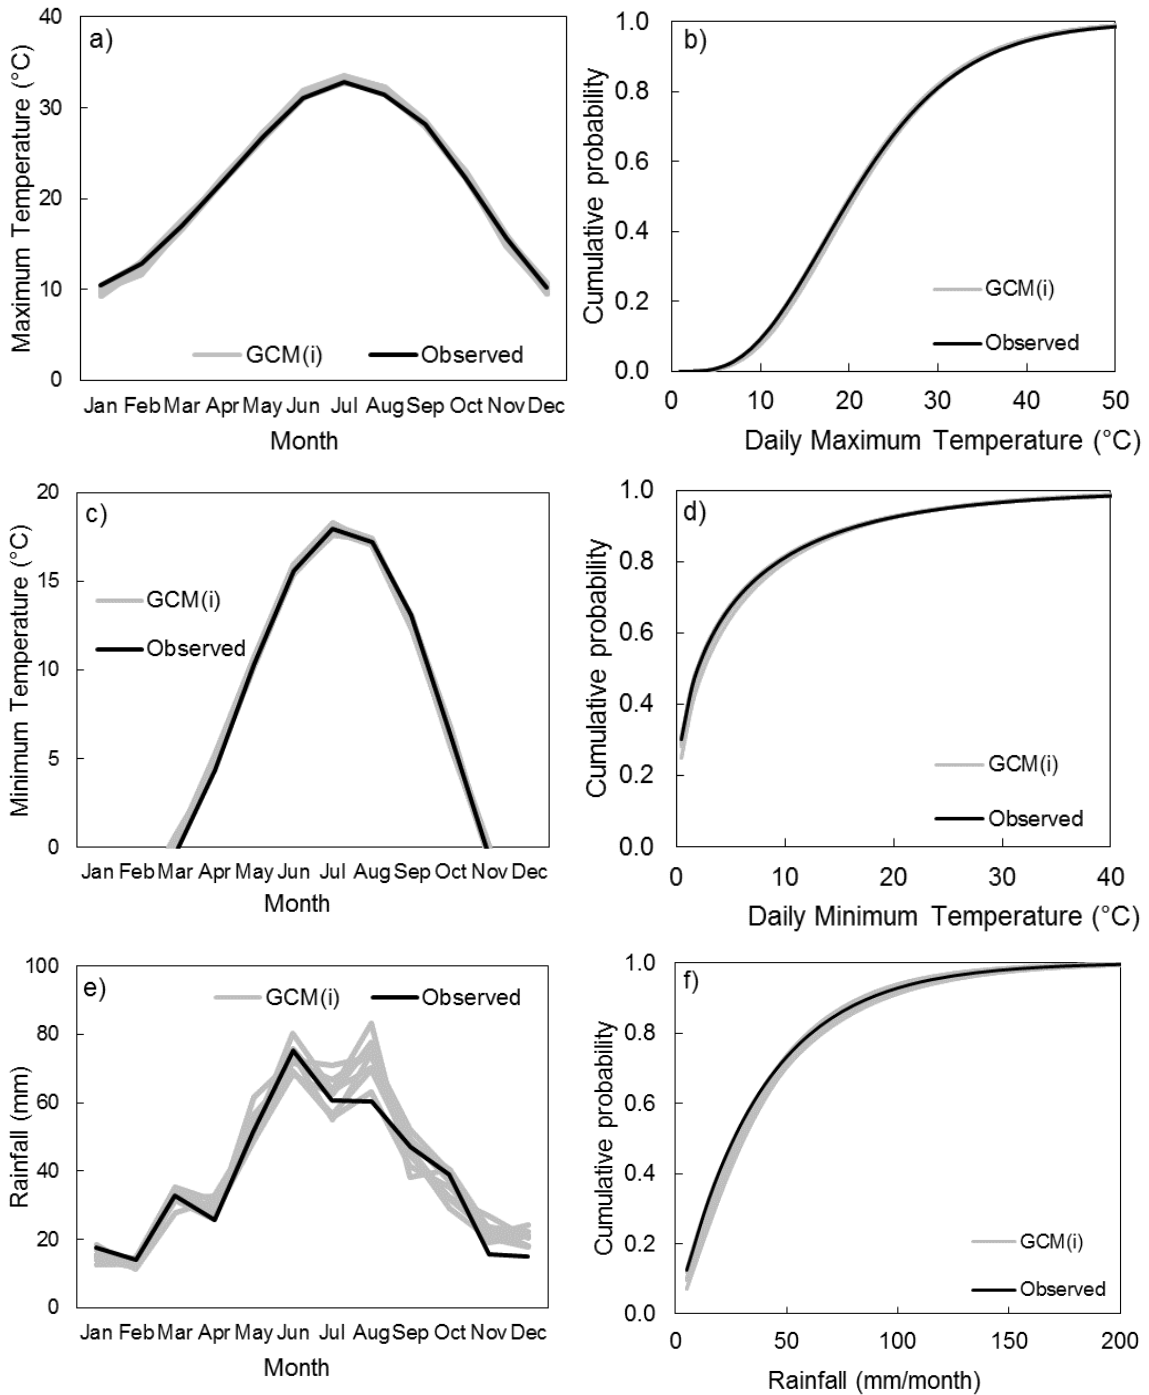 a)
Maximum Temperature (°C)
40
30
20
10
0
GCM(i) Observed
Jan Feb Mar Apr May Jun Jul Aug Sep Oct Nov Dec
Month
b)
Cumulative probability
1.0
0.8
0.6
0.4
0.2
0.0
GCM(i)
Observed
0 10 20 30 40 50
Daily Maximum Temperature (°C)
c)
Minimum Temperature (°C)
20
15
10
5
0
GCM(i)
Observed
Jan Feb Mar Apr May Jun Jul Aug Sep Oct Nov Dec
Month
d)
Cumulative probability
1.0
0.8
0.6
0.4
0.2
0.0
GCM(i)
Observed
0 10 20 30 40
Daily Minimum Temperature (°C)
e)
Rainfall (mm)
100
80
60
40
20
0
GCM(i) Observed
Jan Feb Mar Apr May Jun Jul Aug Sep Oct Nov Dec
Month
f)
Cumulative probability
1.0
0.8
0.6
0.4
0.2
0.0
GCM(i)
Observed
0 50 100 150 200
Rainfall (mm/month)